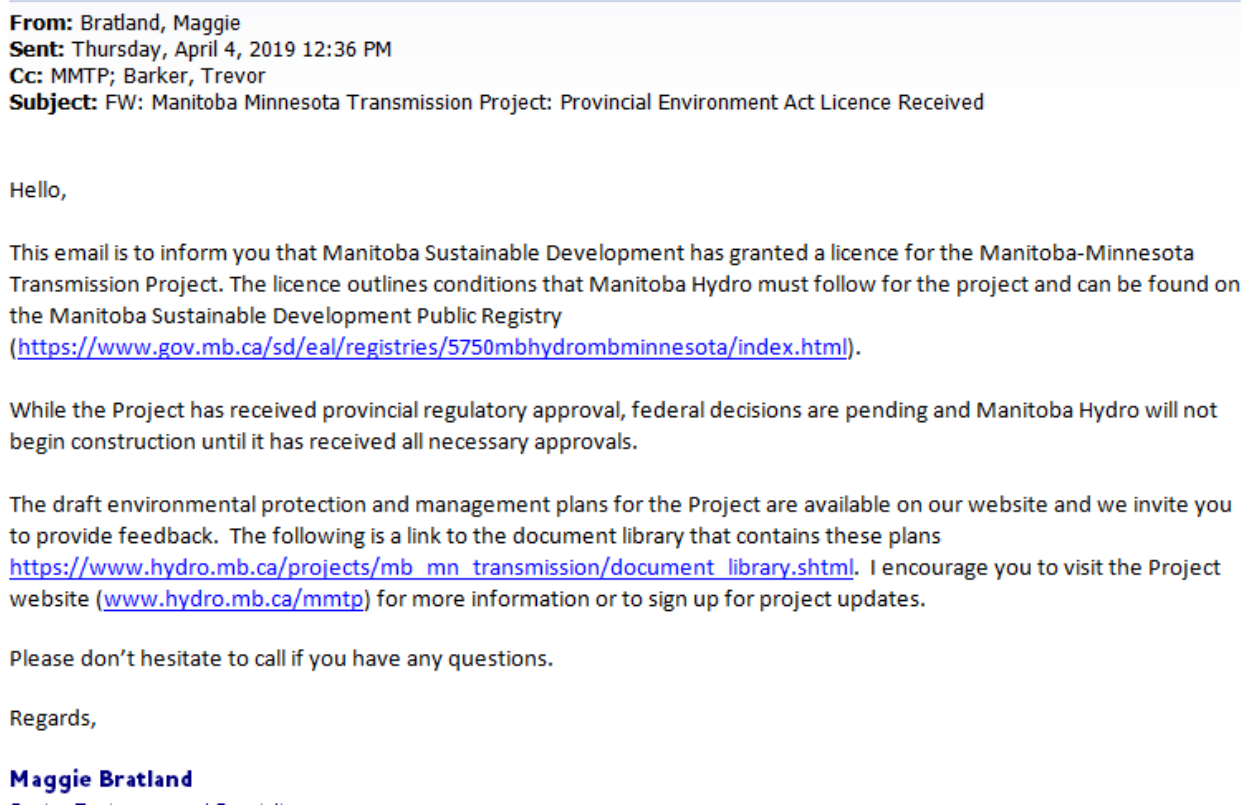 From: Bratland, Maggie
Sent: Thursday, April 4, 2019 12:36 PM
Cc: MMTP; Barker, Trevor
Subject: FW: Manitoba Minnesota Transmission Project: Provincial Environment Act Licence Received
Hello,
This email is to inform you that Manitoba Sustainable Development has granted a licence for the Manitoba-Minnesota
Transmission Project. The licence outlines conditions that Manitoba Hydro must follow for the project and can be found on
the Manitoba Sustainable Development Public Registry
(https://www.gov.mb.ca/sd/eal/registries/5750mbhydrombminnesota/index.html).
While the Project has received provincial regulatory approval, federal decisions are pending and Manitoba Hydro will not
begin construction until it has received all necessary approvals.
The draft environmental protection and management plans for the Project are available on our website and we invite you
to provide feedback.  The following is a link to the document library that contains these plans
https://www.hydro.mb.ca/projects/mb_mn_transmission/document_library.shtml.  I encourage you to visit the Project
website (www.hydro.mb.ca/mmtp) for more information or to sign up for project updates.
Please don't hesitate to call if you have any questions.
Regards,
Maggie Bratland